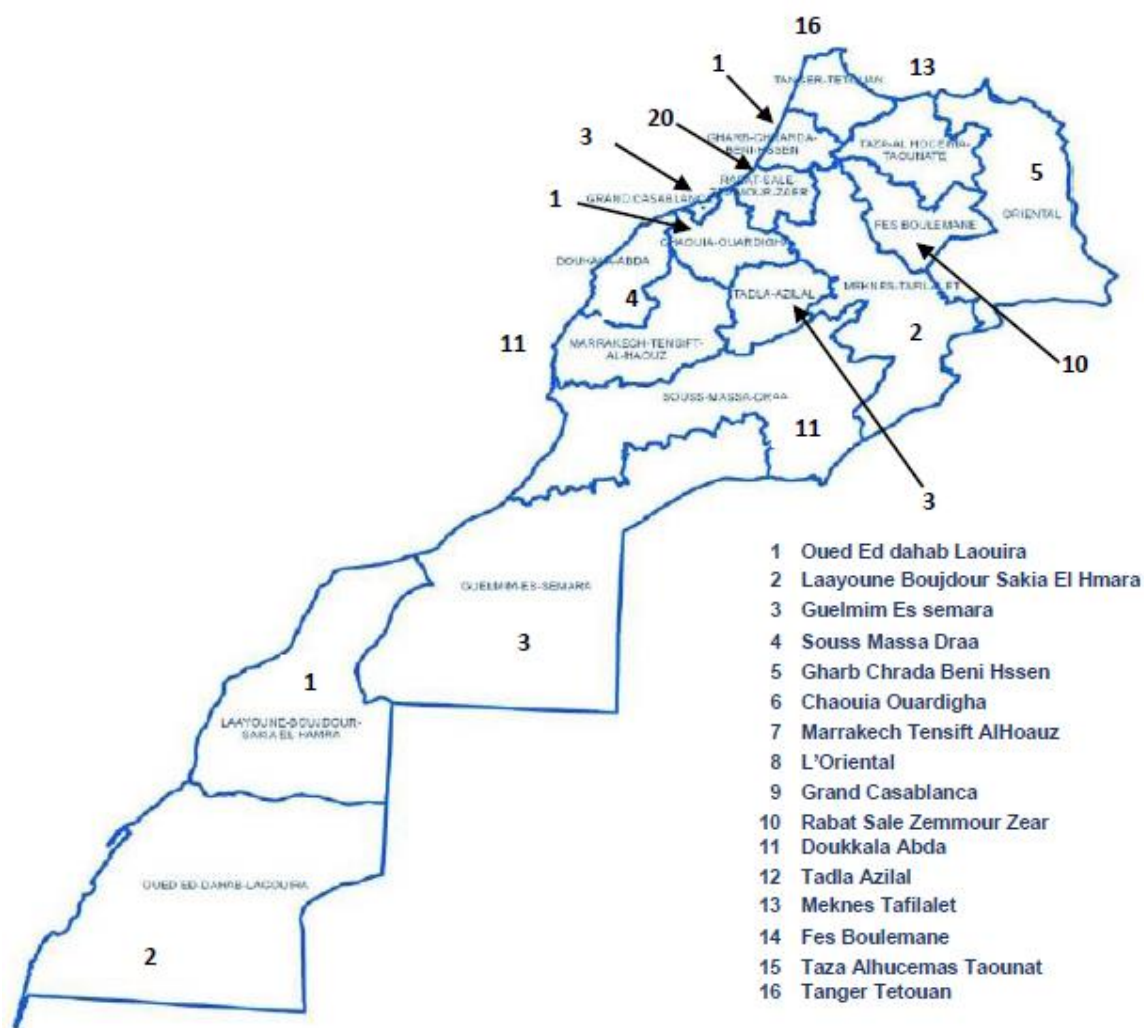 16
13
1
TANGER-TETOUAN
20
GHARB-CHRARDA-
BENI-HSSEN
TAZA-AL HOCEIMA-
TAOUNATE
3
5
RABAT-SALE
ZEMMOUR-ZAER
GRAND CASABLANCA
1
ORIENTAL
FES BOULEMANE
CHAOUIA-OUARDIGHA
DOUKALA-ABDA
MEKNES-TAFILALET
4
TADLA-AZILAL
2
11
MARRAKECH-TENSIFT-
AL-HAOUZ
10
SOUSS-MASSA-DRAA
11
3
GUELMIM-ES-SEMARA
3
1
LAAYOUNE-BOUJDOUR-
SAKIA EL HAMRA
OUED ED-DAHAB-LAGOUIRA
2
1 Oued Ed dahab Laouira
2 Laayoune Boujdour Sakia El Hmara
3 Guelmim Es semara
4 Souss Massa Draa
5 Gharb Chrada Beni Hssen
6 Chaouia Ouardigha
7 Marrakech Tensift AlHoauz
8 L'Oriental
9 Grand Casablanca
10 Rabat Sale Zemmour Zear
11 Doukkala Abda
12 Tadla Azilal
13 Meknes Tafilalet
14 Fes Boulemane
15 Taza Alhucemas Taounat
16 Tanger Tetouan